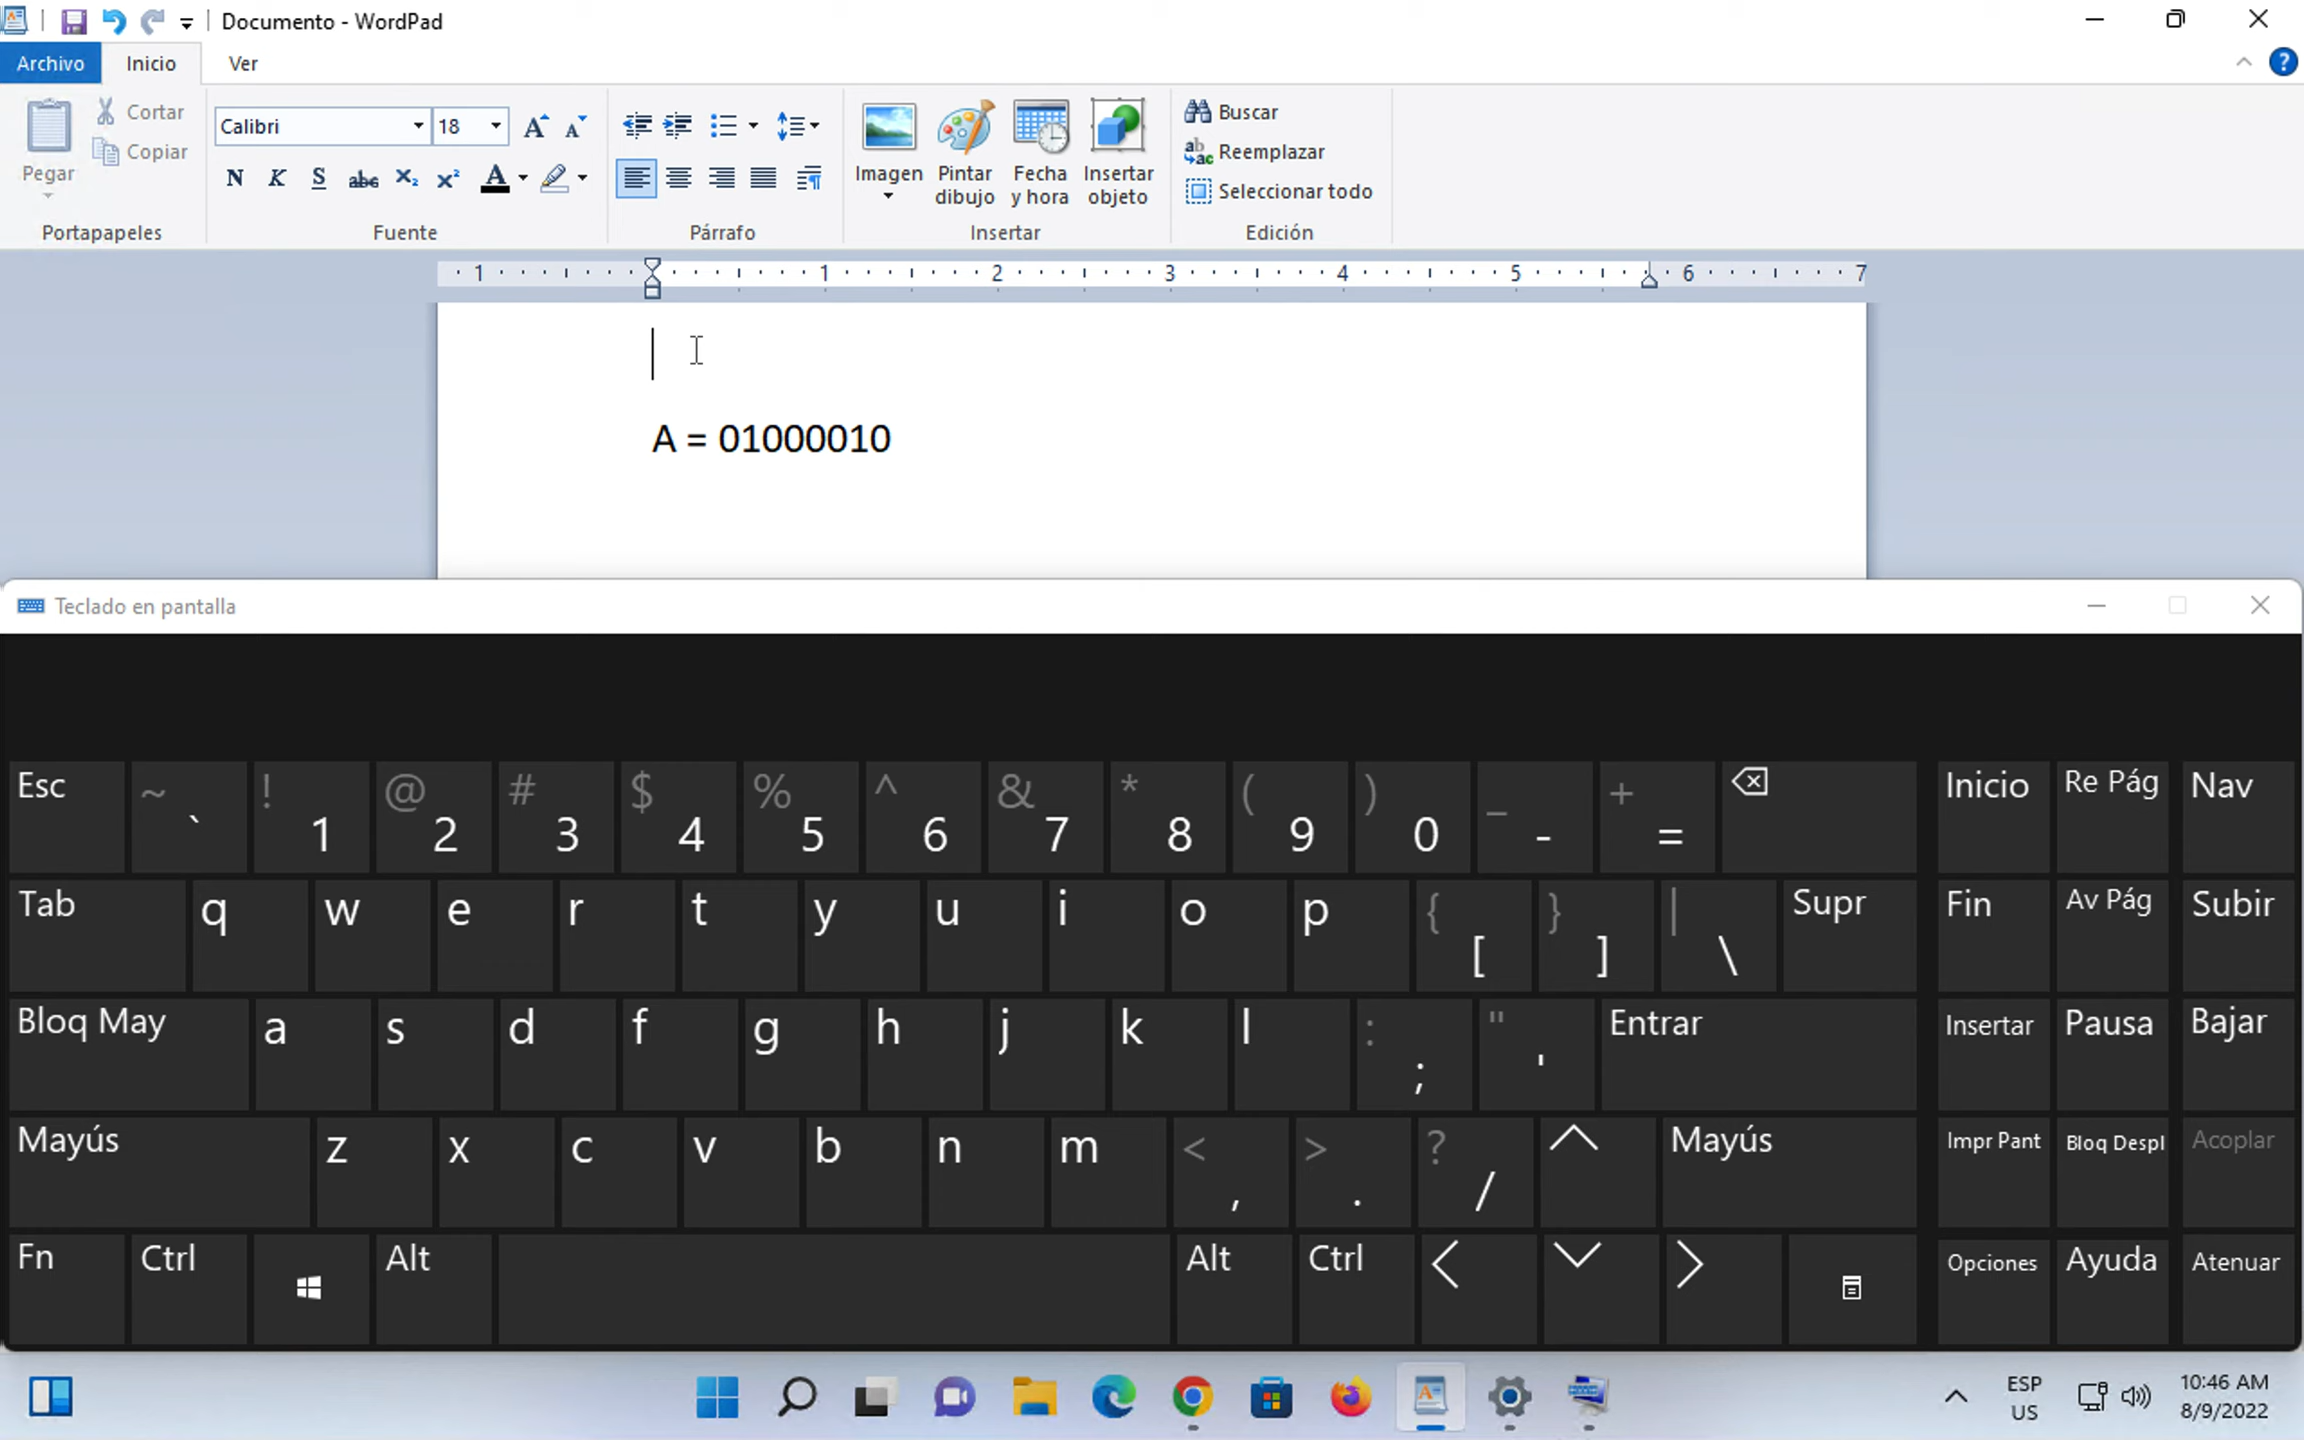 Documento - WordPad
Archivo Inicio Ver
Pegar Cortar Copiar
Portapapeles
Calibri 18
N K S abc X₂ X² A
Fuente
Párrafo
Imagen Pintar dibujo Fecha y hora Insertar objeto
Insertar
Buscar
ab ac Reemplazar
Seleccionar todo
Edición
1 1 2 3 4 5 6 7
A = 01000010
Teclado en pantalla
Esc ~ ` ! 1 @ 2 # 3 $ 4 % 5 ^ 6 & 7 * 8 ( 9 ) 0 _ - + = Inicio Re Pág Nav
Tab q w e r t y u i o p { [ } ] | \ Supr Fin Av Pág Subir
Bloq May a s d f g h j k l : ; " ' Entrar Insertar Pausa Bajar
Mayús z x c v b n m < , > . ? / Mayús Impr Pant Bloq Despl Acoplar
Fn Ctrl Alt Alt Ctrl Opciones Ayuda Atenuar
ESP 10:46 AM
US 8/9/2022